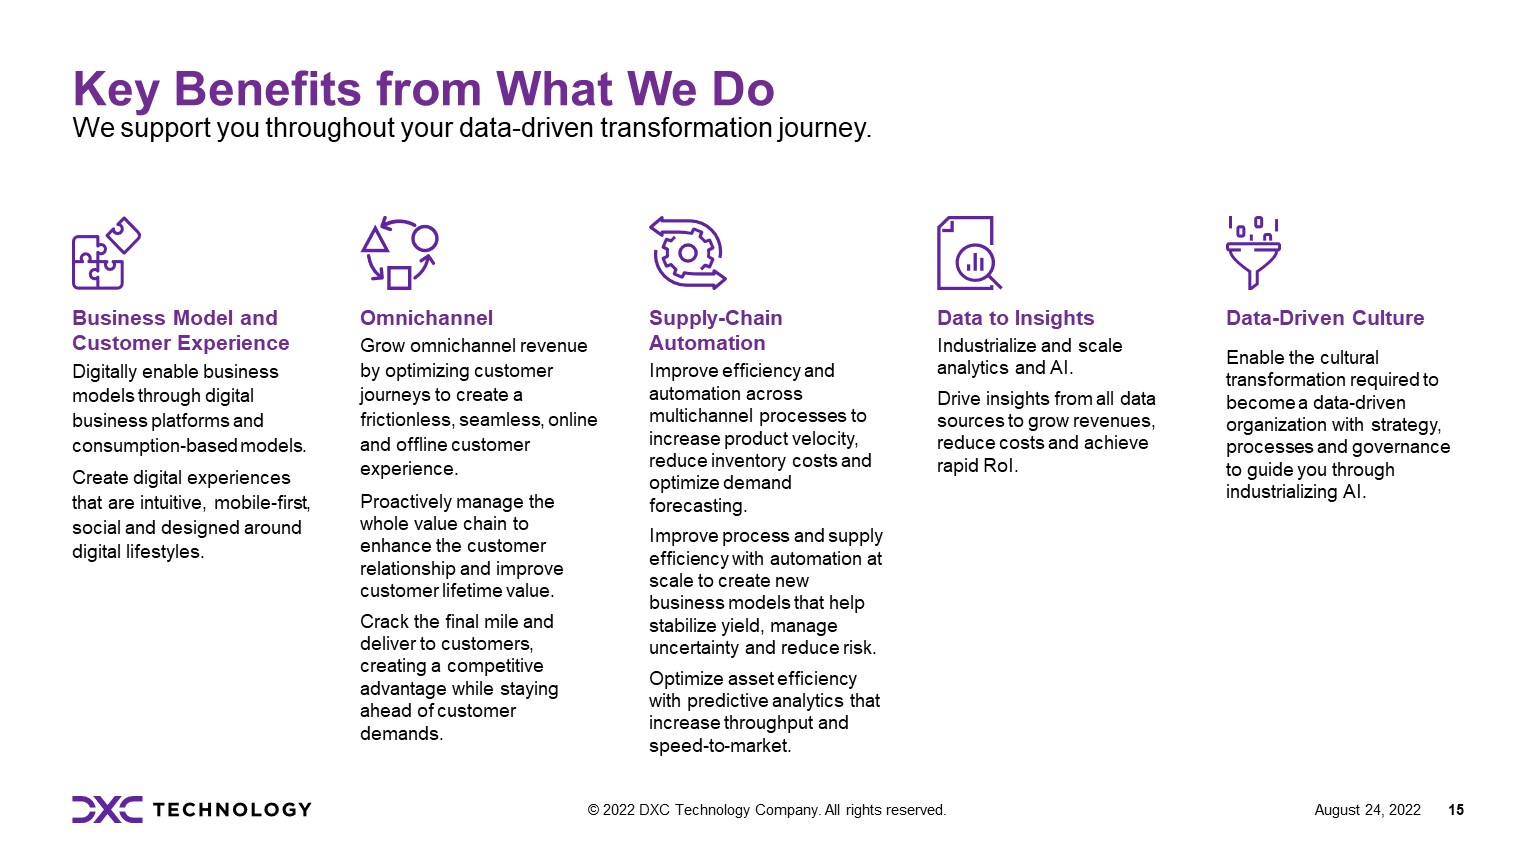 Key Benefits from What We Do
We support you throughout your data-driven transformation journey.
Business Model and
Customer Experience
Digitally enable business
models through digital
business platforms and
consumption-based models.
Create digital experiences
that are intuitive, mobile-first,
social and designed around
digital lifestyles.
Omnichannel
Grow omnichannel revenue
by optimizing customer
journeys to create a
frictionless, seamless, online
and offline customer
experience.
Proactively manage the
whole value chain to
enhance the customer
relationship and improve
customer lifetime value.
Crack the final mile and
deliver to customers,
creating a competitive
advantage while staying
ahead of customer
demands.
Supply-Chain
Automation
Improve efficiency and
automation across
multichannel processes to
increase product velocity,
reduce inventory costs and
optimize demand
forecasting.
Improve process and supply
efficiency with automation at
scale to create new
business models that help
stabilize yield, manage
uncertainty and reduce risk.
Optimize asset efficiency
with predictive analytics that
increase throughput and
speed-to-market.
Data to Insights
Industrialize and scale
analytics and AI.
Drive insights from all data
sources to grow revenues,
reduce costs and achieve
rapid RoI.
Data-Driven Culture
Enable the cultural
transformation required to
become a data-driven
organization with strategy,
processes and governance
to guide you through
industrializing AI.
DXC TECHNOLOGY
© 2022 DXC Technology Company. All rights reserved.
August 24, 2022 15